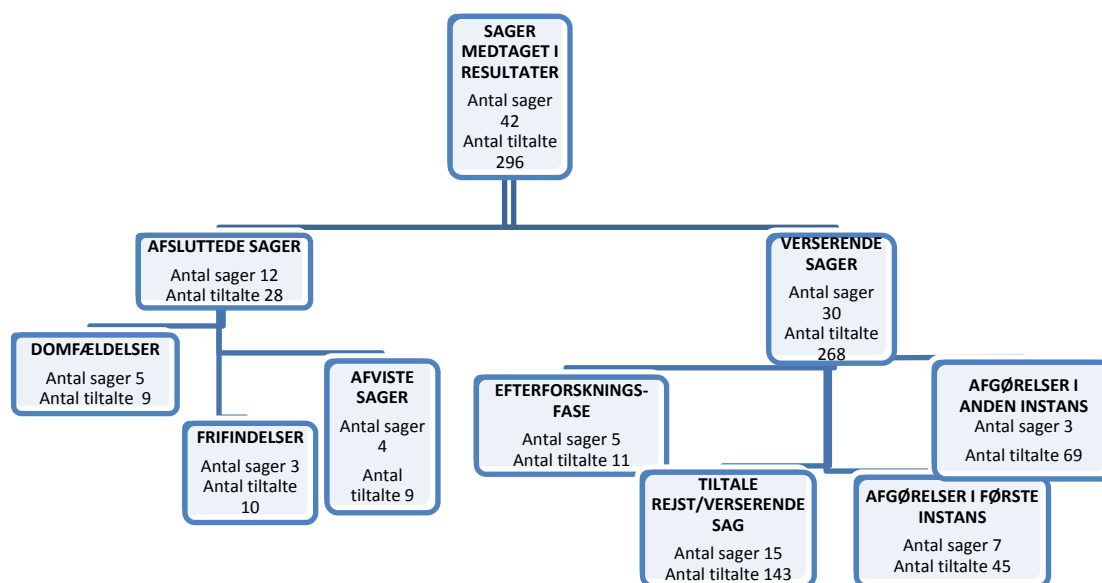 SAGER
MEDTAGET I
RESULTATER
Antal sager
42
Antal tiltalte
296
AFSLUTTEDE SAGER
Antal sager 12
Antal tiltalte 28
VERSERENDE
SAGER
Antal sager
30
Antal tiltalte
268
DOMFÆLDELSER
Antal sager 5
Antal tiltalte 9
FRIFINDELSER
Antal sager 3
Antal tiltalte
10
AFVISTE
SAGER
Antal sager
4
Antal
tiltalte 9
EFTERFORSKNINGS-
FASE
Antal sager 5
Antal tiltalte 11
TILTALE
REJST/VERSERENDE
SAG
Antal sager 15
Antal tiltalte 143
AFGØRELSER I FØRSTE
INSTANS
Antal sager 7
Antal tiltalte 45
AFGØRELSER I
ANDEN INSTANS
Antal sager 3
Antal tiltalte 69